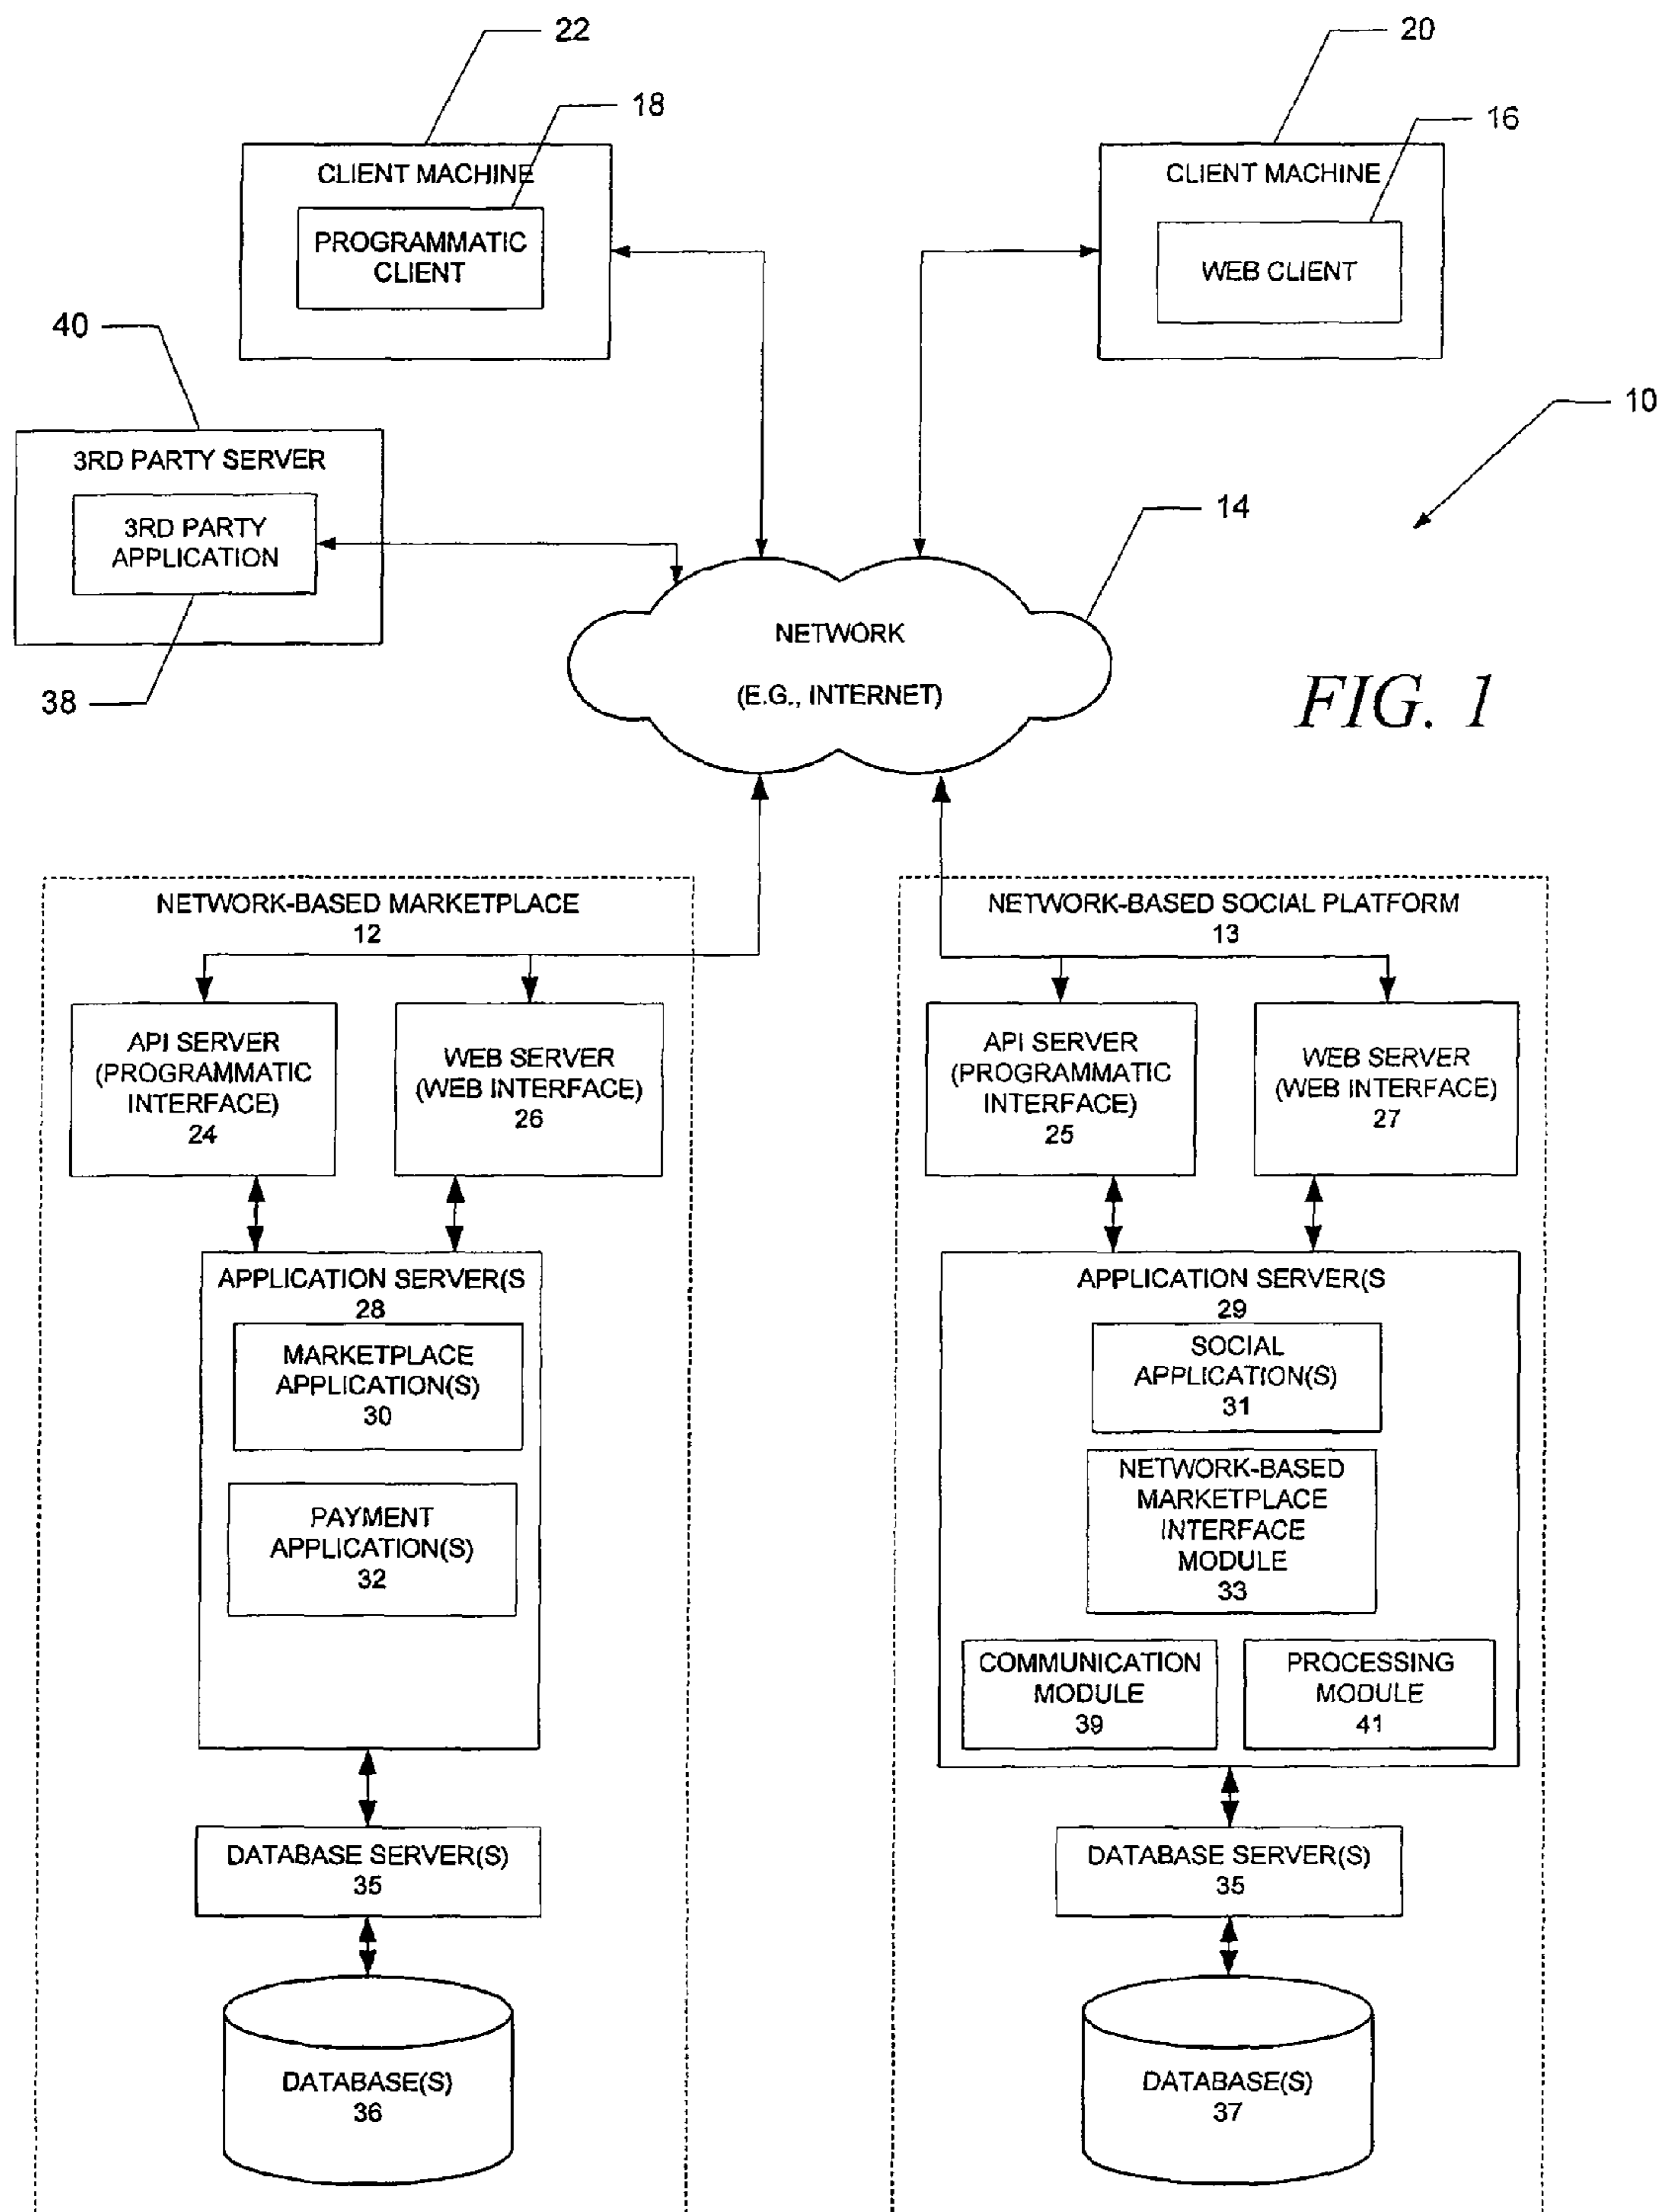 22
20
18
16
CLIENT MACHINE
PROGRAMMATIC
CLIENT
CLIENT MACHINE
WEB CLIENT
40
10
3RD PARTY SERVER
3RD PARTY
APPLICATION
38
14
NETWORK
(E.G., INTERNET)
FIG. 1
NETWORK-BASED MARKETPLACE
12
API SERVER
(PROGRAMMATIC
INTERFACE)
24
WEB SERVER
(WEB INTERFACE)
26
APPLICATION SERVER(S
28
MARKETPLACE
APPLICATION(S)
30
PAYMENT
APPLICATION(S)
32
DATABASE SERVER(S)
35
DATABASE(S)
36
NETWORK-BASED SOCIAL PLATFORM
13
API SERVER
(PROGRAMMATIC
INTERFACE)
25
WEB SERVER
(WEB INTERFACE)
27
APPLICATION SERVER(S
29
SOCIAL
APPLICATION(S)
31
NETWORK-BASED
MARKETPLACE
INTERFACE
MODULE
33
COMMUNICATION
MODULE
39
PROCESSING
MODULE
41
DATABASE SERVER(S)
35
DATABASE(S)
37